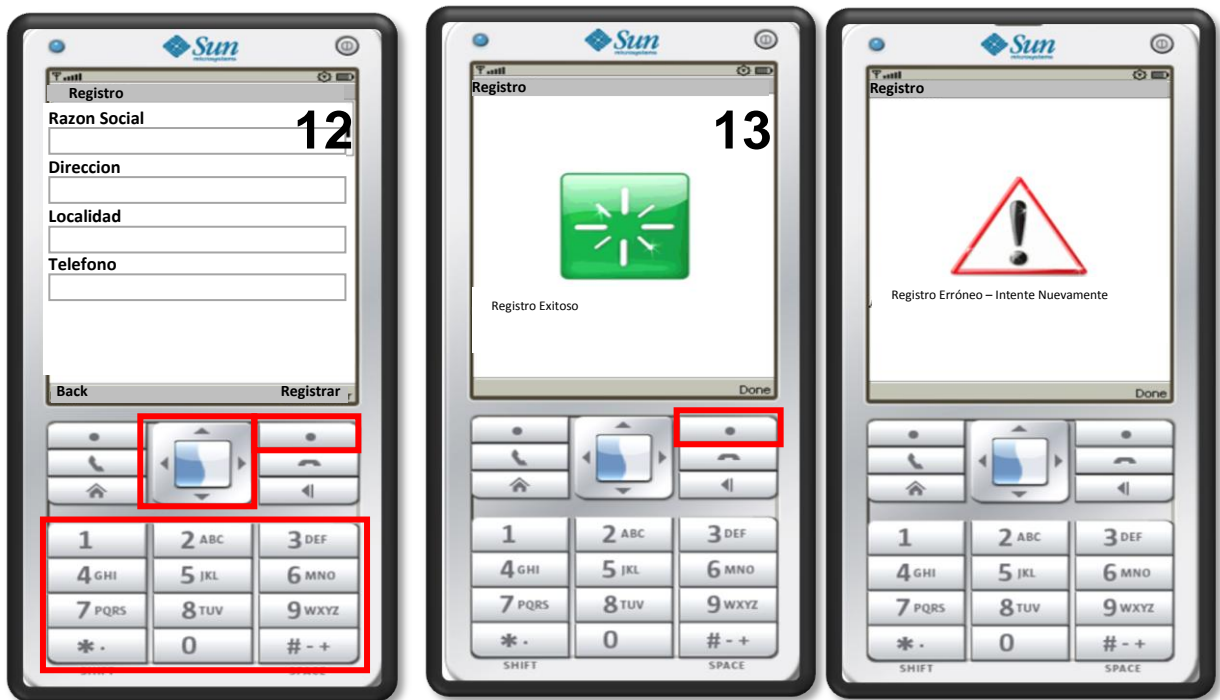 Sun
microsystems
Registro
12
Razon Social
Direccion
Localidad
Telefono
Back Registrar
1 2 ABC 3 DEF
4 GHI 5 JKL 6 MNO
7 PQRS 8 TUV 9 WXYZ
* . 0 # - +
Sun
microsystems
Registro
13
Registro Exitoso
Done
1 2 ABC 3 DEF
4 GHI 5 JKL 6 MNO
7 PQRS 8 TUV 9 WXYZ
* . 0 # - +
SHIFT SPACE
Sun
microsystems
Registro
Registro Erróneo – Intente Nuevamente
Done
1 2 ABC 3 DEF
4 GHI 5 JKL 6 MNO
7 PQRS 8 TUV 9 WXYZ
* . 0 # - +
SHIFT SPACE